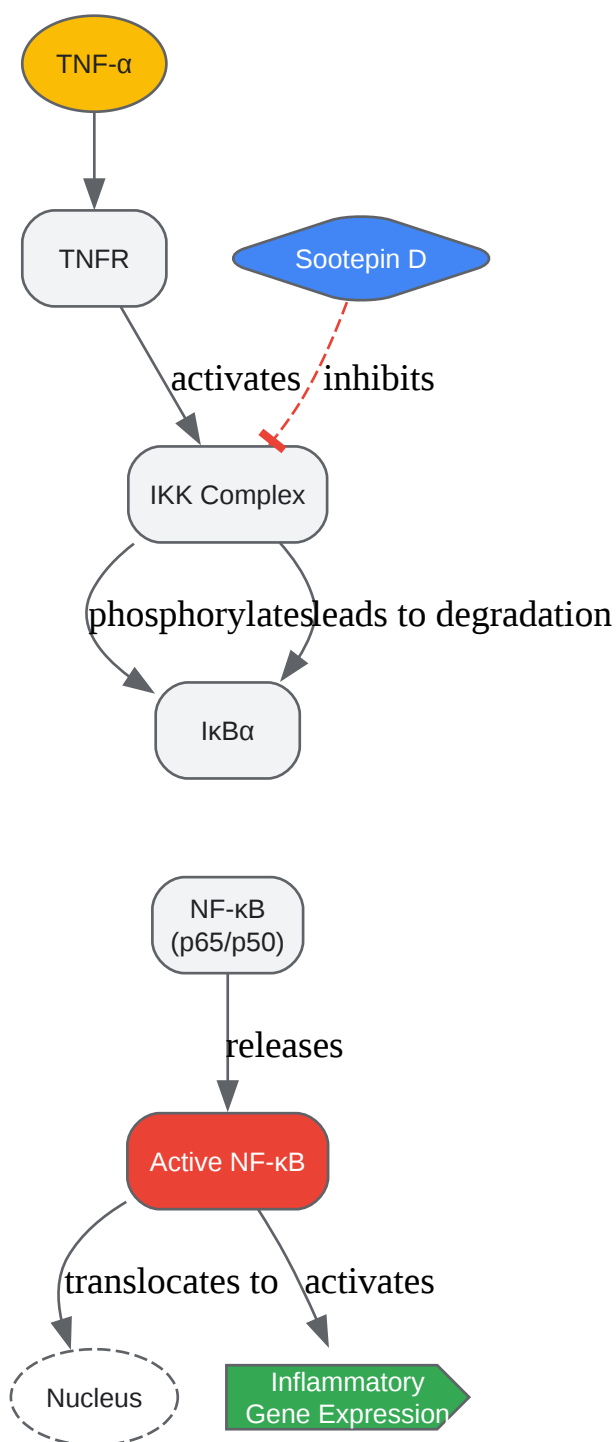 TNF-α
TNFR
Sootepin D
activates
inhibits
IKK Complex
phosphorylates
leads to degradation
IκBα
NF-κB
(p65/p50)
releases
Active NF-κB
translocates to
activates
Nucleus
Inflammatory
Gene Expression